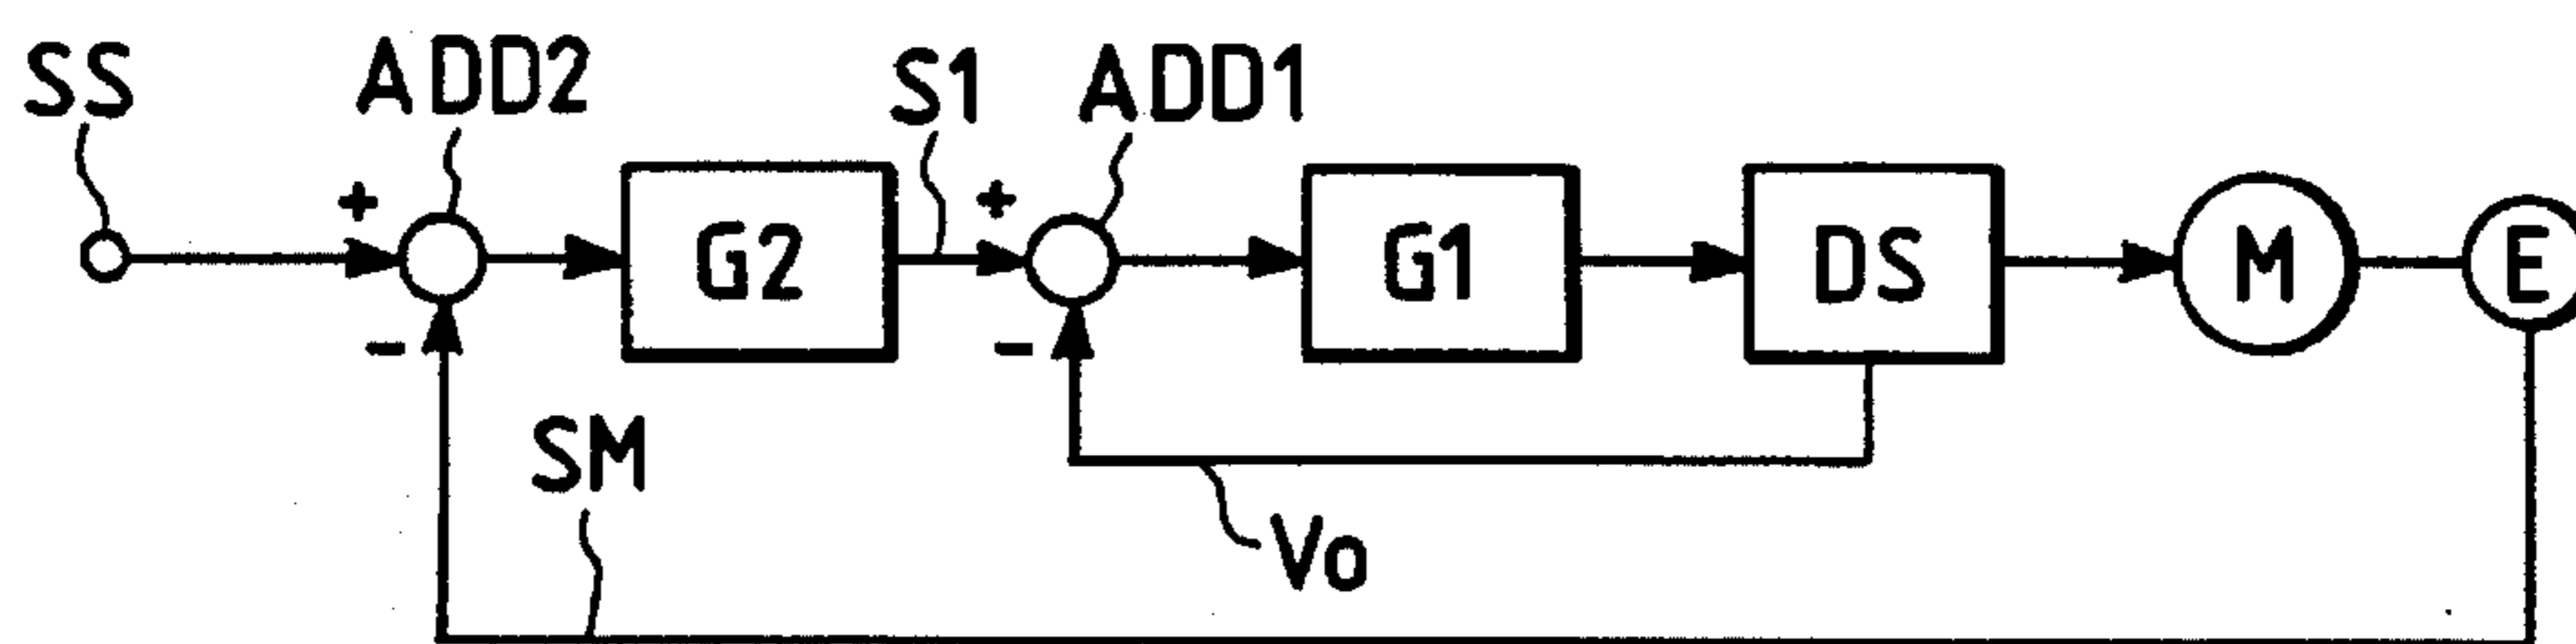 SS
ADD2
S1
ADD1
+
+
G2
G1
DS
M
E
-
-
SM
Vo